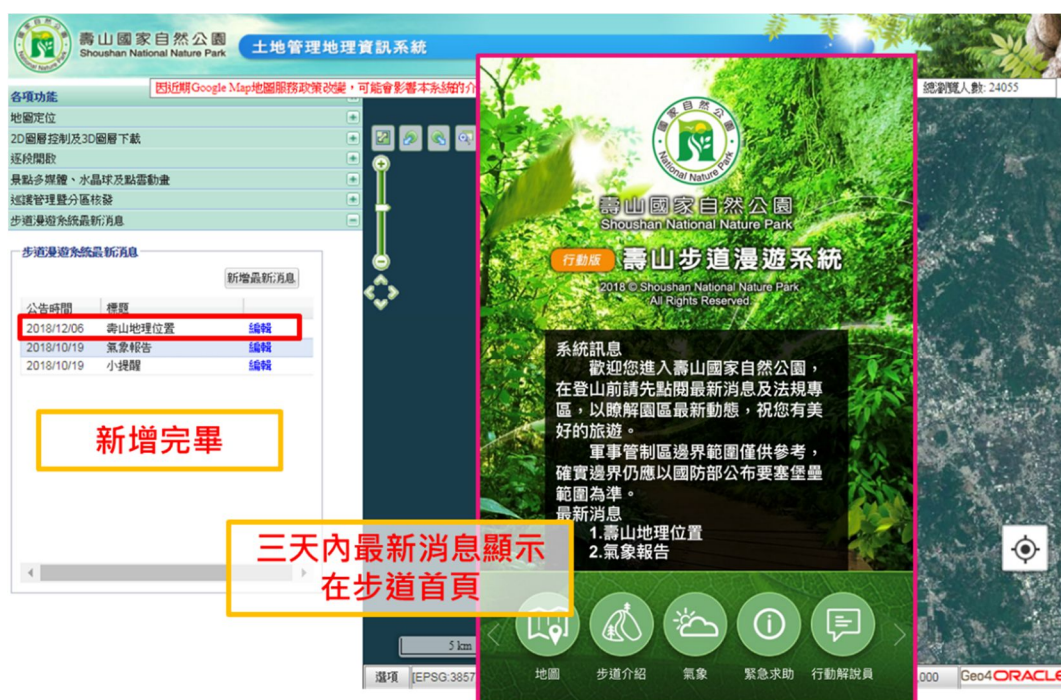 壽山國家自然公園
Shoushan National Nature Park
土地管理地理資訊系統
因近期Google Map地圖服務政策改變，可能會影響本系統的介
總瀏覽人數: 24055
各項功能
地圖定位
2D圖層控制及3D圖層下載
逐段閒置
景點多媒體、水晶球及點雲動畫
巡護管理暨分區核發
步道漫遊系統最新消息
步道漫遊系統最新消息
新增最新消息
公告時間 標題
2018/12/06 壽山地理位置 編輯
2018/10/19 氣象報告 編輯
2018/10/19 小提醒 編輯
新增完畢
三天內最新消息顯示
在步道首頁
國家自然公園
National Nature Park
壽山國家自然公園
Shoushan National Nature Park
行動版 壽山步道漫遊系統
2018 © Shoushan National Nature Park
All Rights Reserved.
系統訊息
歡迎您進入壽山國家自然公園，
在登山前請先點閱最新消息及法規專
區，以瞭解園區最新動態，祝您有美
好的旅遊。
軍事管制區邊界範圍僅供參考，
確實邊界仍應以國防部公布要塞堡壘
範圍為準。
最新消息
1.壽山地理位置
2.氣象報告
地圖 步道介紹 氣象 緊急求助 行動解說員
5 km
選項 [EPSG:3857
.000 Geo4ORACLE